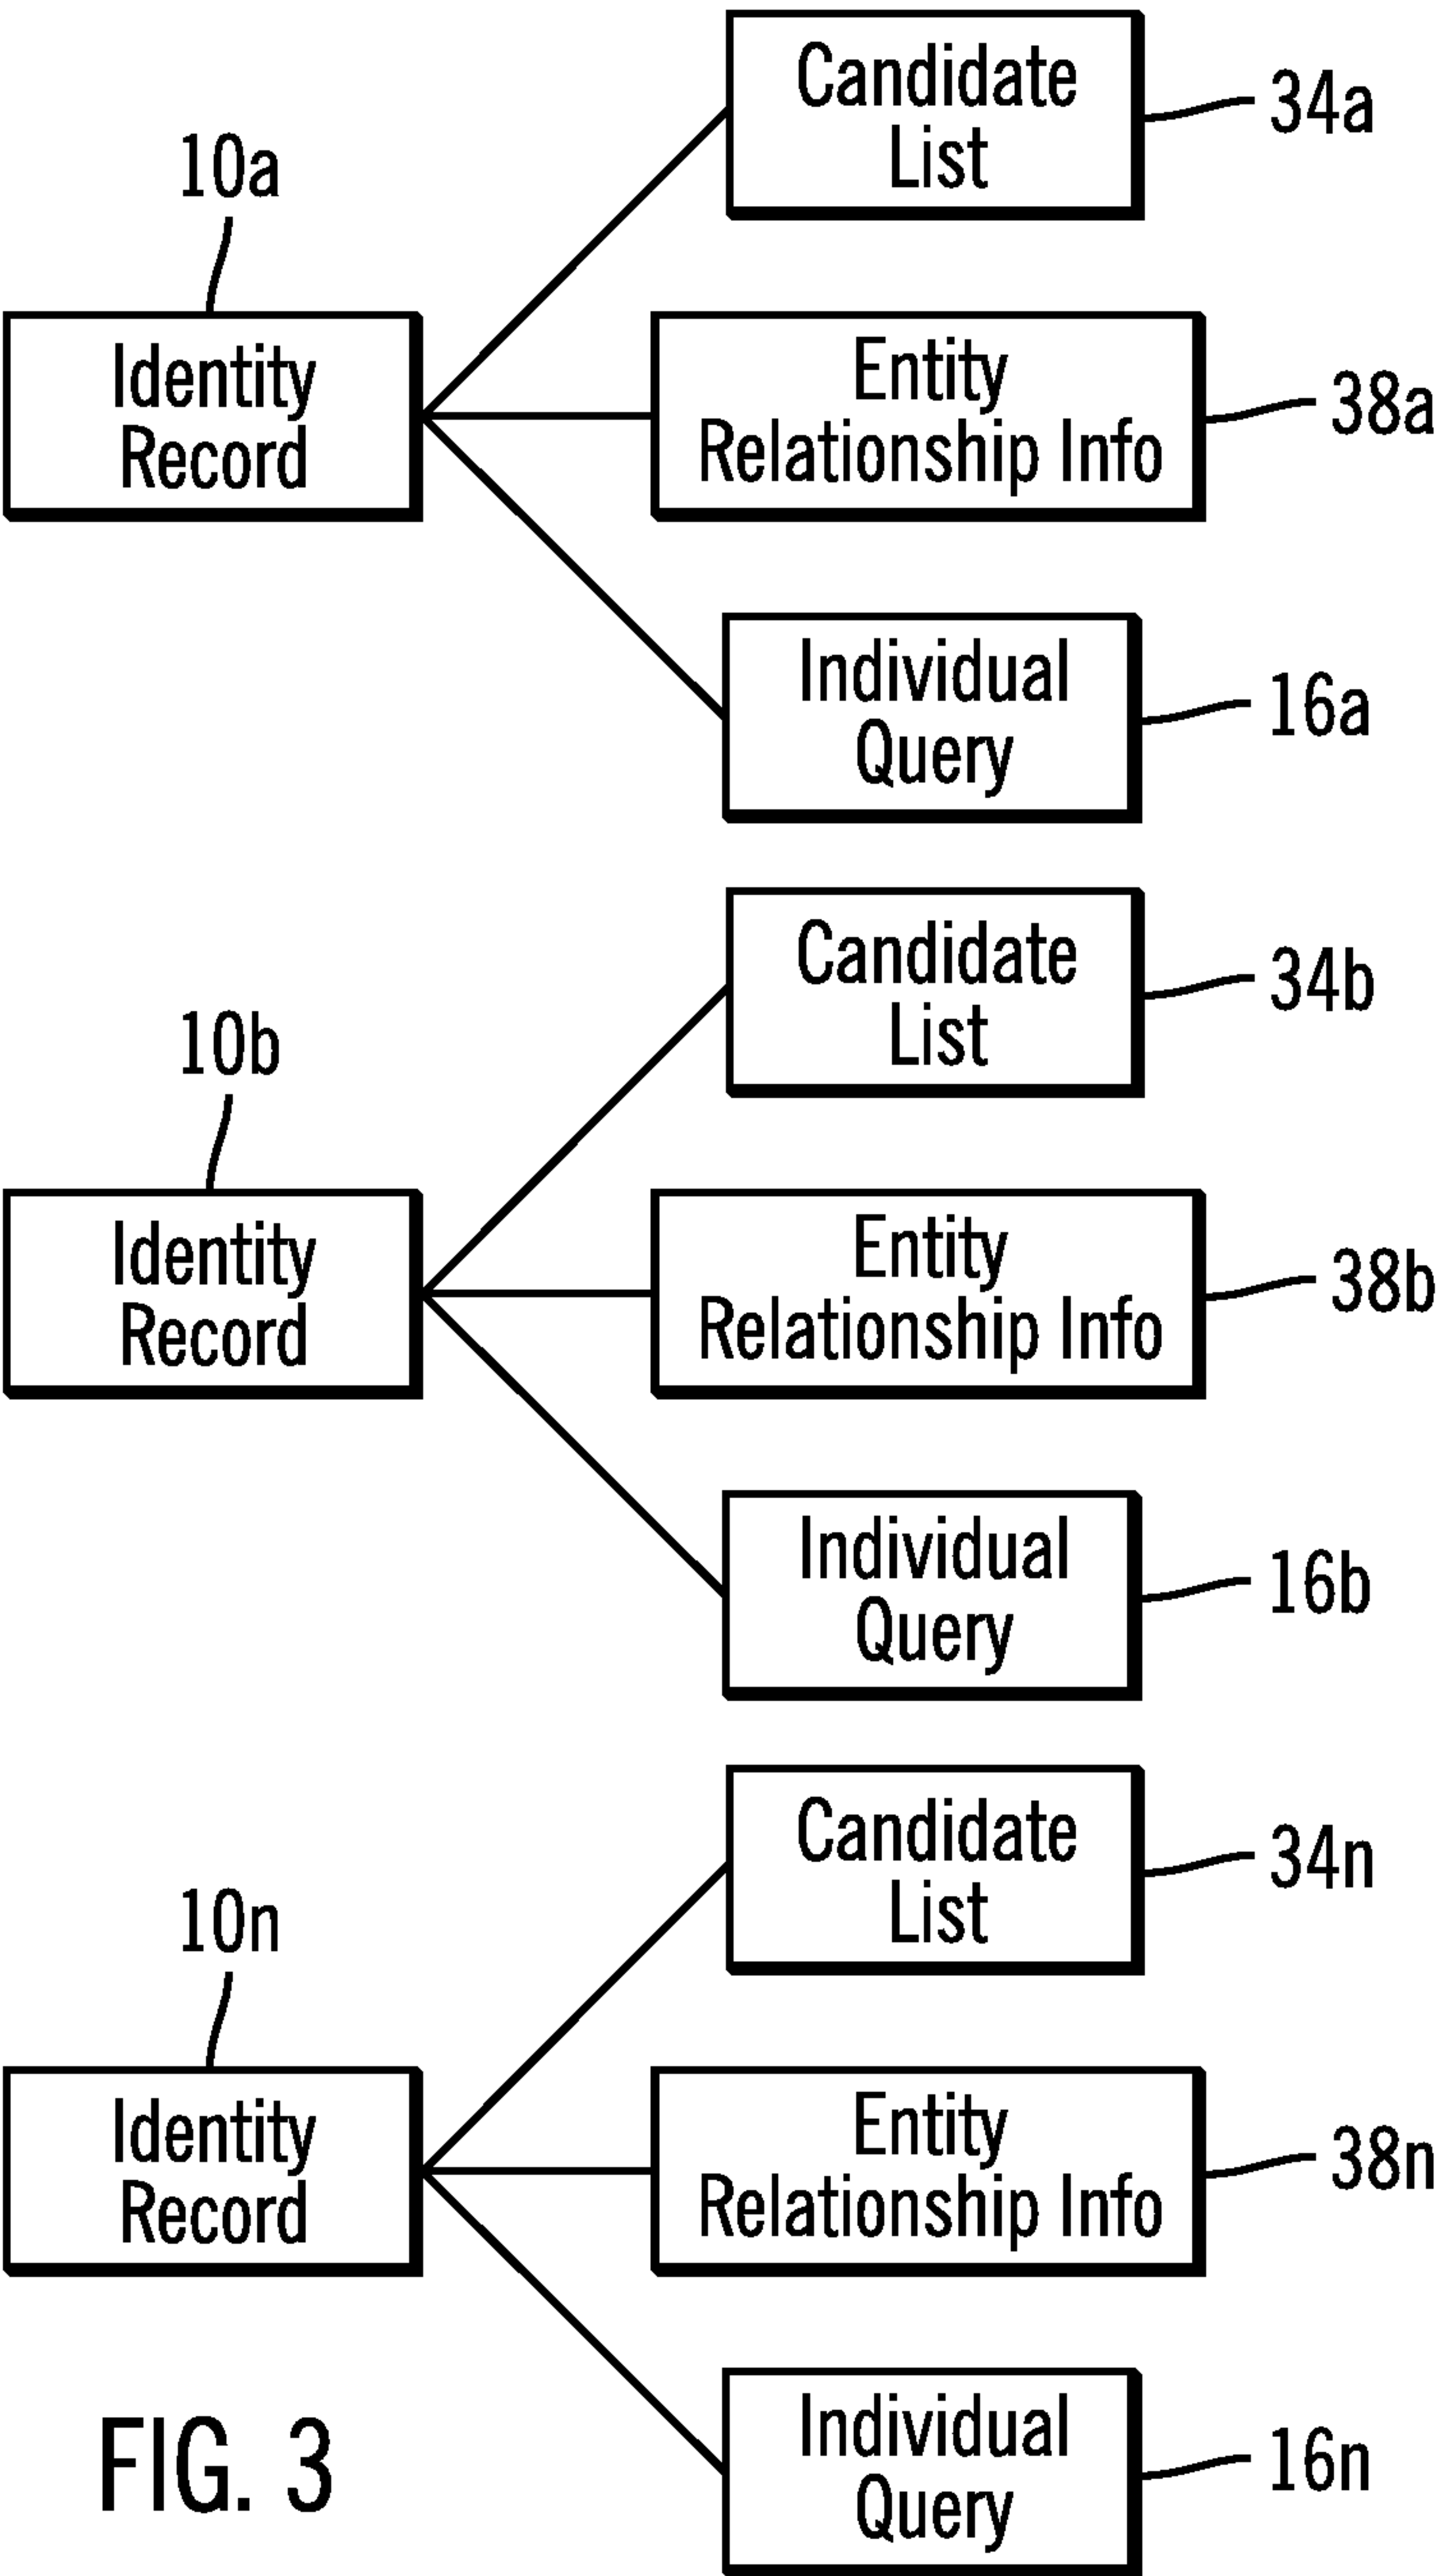 Candidate
List
34a
10a
Identity
Record
Entity
Relationship Info
38a
Individual
Query
16a
Candidate
List
34b
10b
Identity
Record
Entity
Relationship Info
38b
Individual
Query
16b
Candidate
List
34n
10n
Identity
Record
Entity
Relationship Info
38n
Individual
Query
16n
FIG. 3